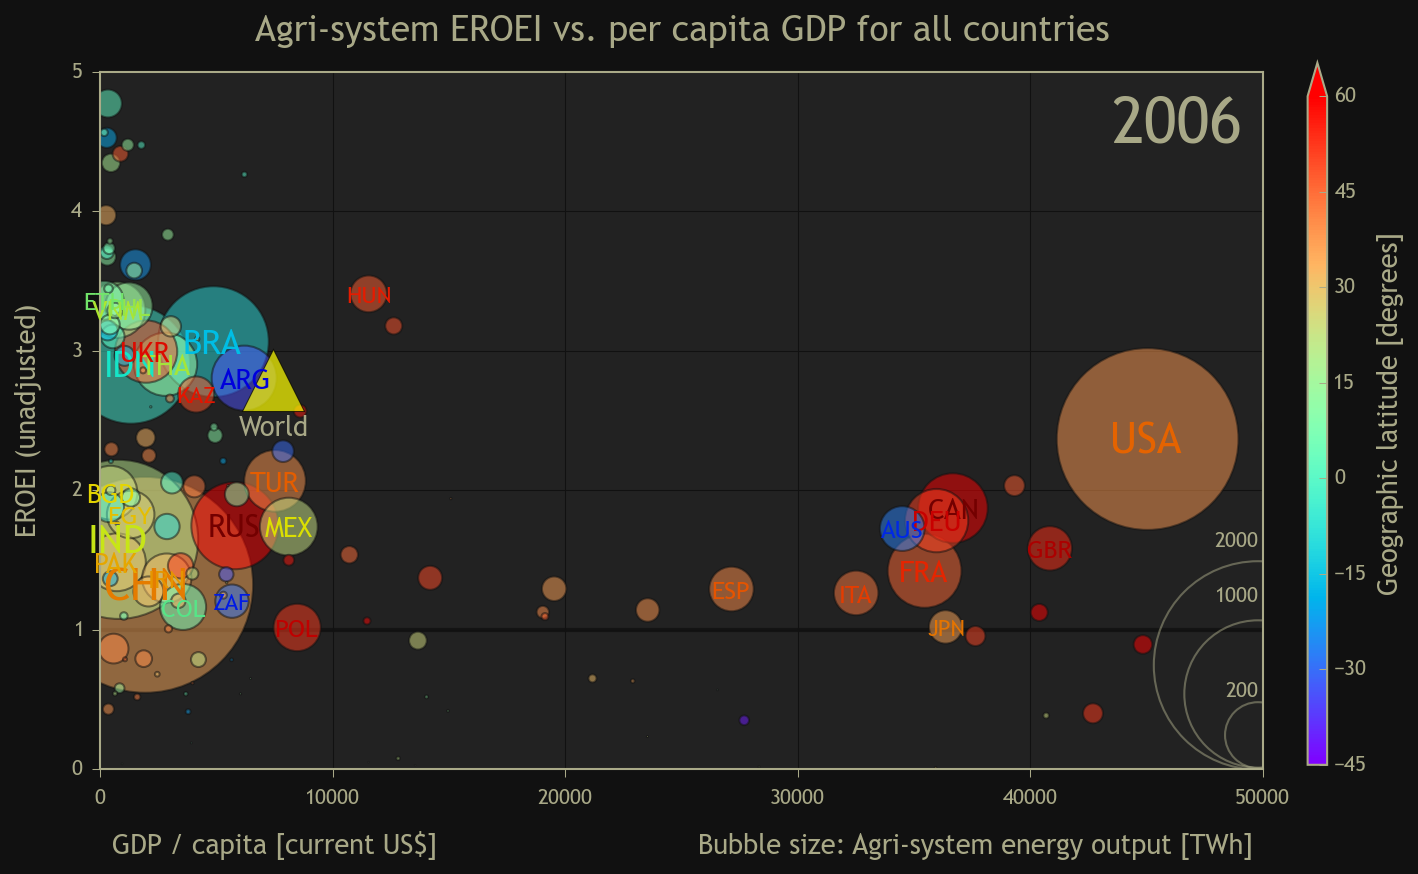 Agri-system EROEI vs. per capita GDP for all countries
2006
5
4
3
2
1
0
EROEI (unadjusted)
0
10000
20000
30000
40000
50000
GDP / capita [current US$]
Bubble size: Agri-system energy output [TWh]
HUN
BRA
UKR
IDN
THA
ARG
KAZ
World
USA
TUR
BGD
EGY
RUS
MEX
IND
PAK
CHN
COL
ZAF
POL
CAN
DEU
AUS
GBR
FRA
ESP
ITA
JPN
2000
1000
200
60
45
30
15
0
−15
−30
−45
Geographic latitude [degrees]